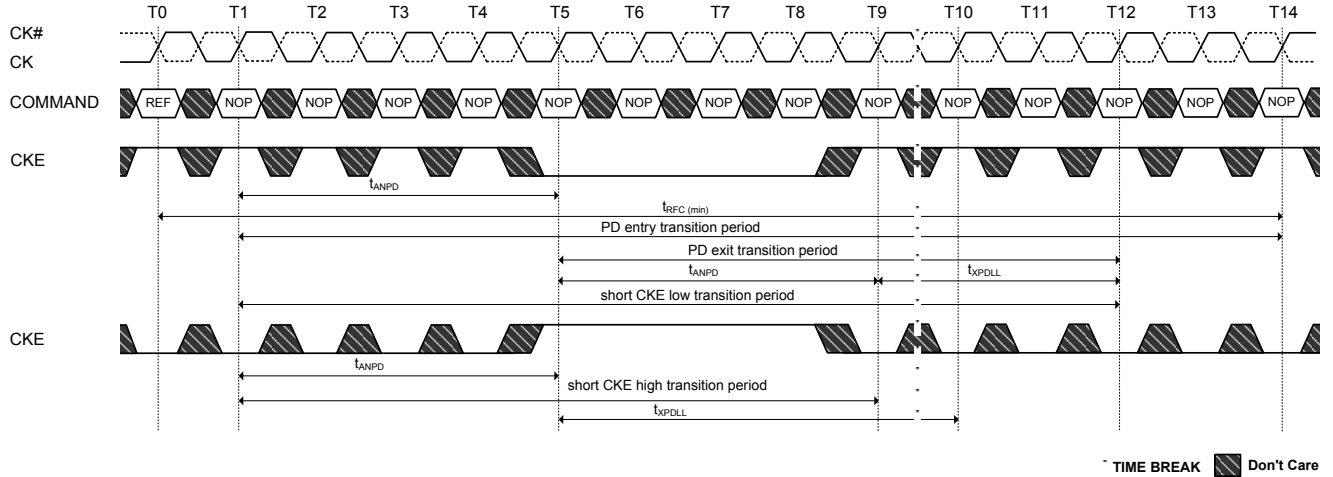 T0 T1 T2 T3 T4 T5 T6 T7 T8 T9 T10 T11 T12 T13 T14
CK#
CK
COMMAND REF NOP NOP NOP NOP NOP NOP NOP NOP NOP NOP NOP NOP NOP NOP
CKE
tANPD
tRFC (min)
PD entry transition period
PD exit transition period
tANPD tXPDLL
short CKE low transition period
CKE
tANPD
short CKE high transition period
tXPDLL
TIME BREAK Don't Care